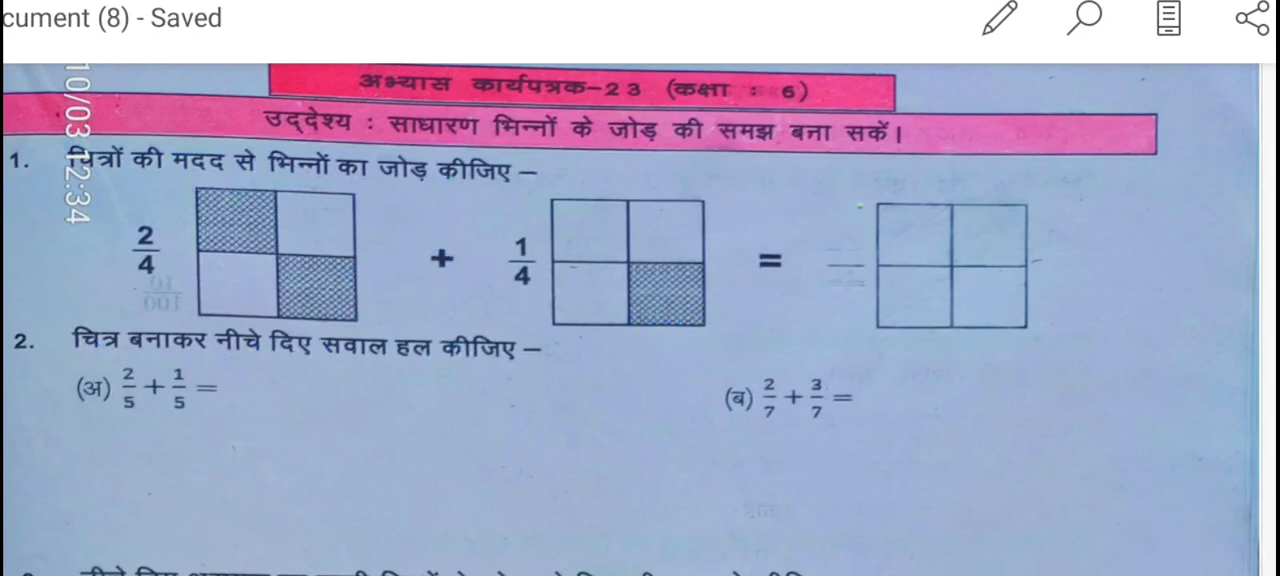 cument (8) - Saved
10/03 12:34
अभ्यास कार्यपत्रक-23 (कक्षा : 6)
उद्देश्य : साधारण भिन्नों के जोड़ की समझ बना सकें।
1. चित्रों की मदद से भिन्नों का जोड़ कीजिए –
2/4 + 1/4 =
2. चित्र बनाकर नीचे दिए सवाल हल कीजिए –
(अ) 2/5 + 1/5 =
(ब) 2/7 + 3/7 =